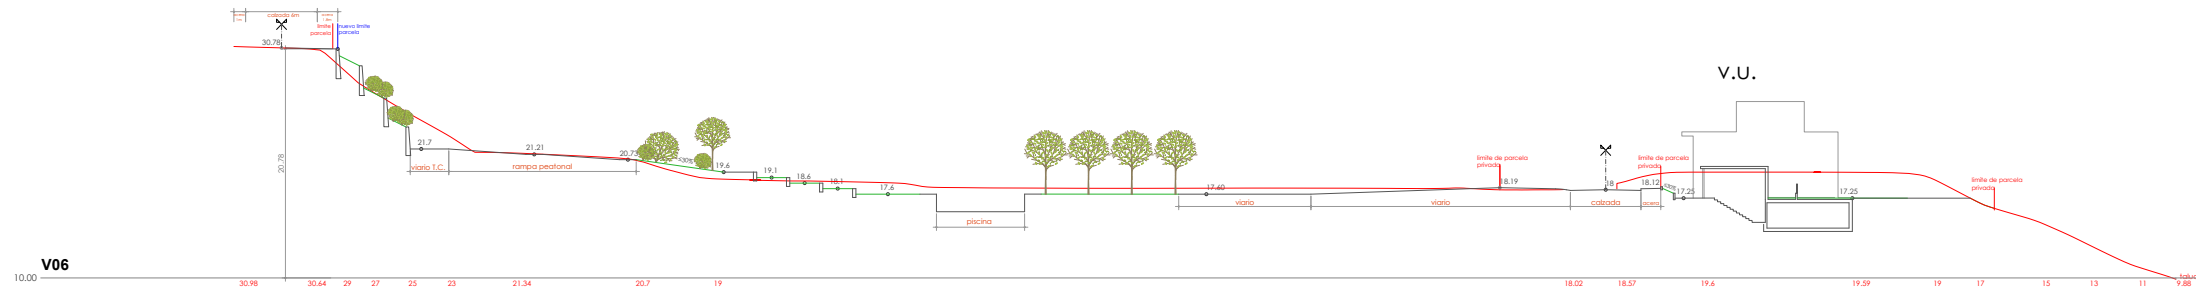 calzada 6m
límite
parcela
nuevo límite
parcela
30.78
20.78
V.U.
21.7
21.21
20.73
<30%
19.6
19.1
18.6
18.1
17.6
viario T.C.
rampa peatonal
piscina
17.60
viario
viario
límite de parcela
privada
18.19
18
calzada
límite de parcela
privada
18.12
acera
17.25
17.25
límite de parcela
privada
V06
10.00
30.98
30.64
29
27
25
23
21.34
20.7
19
18.02
18.57
19.6
19.59
19
17
15
13
11
9.88